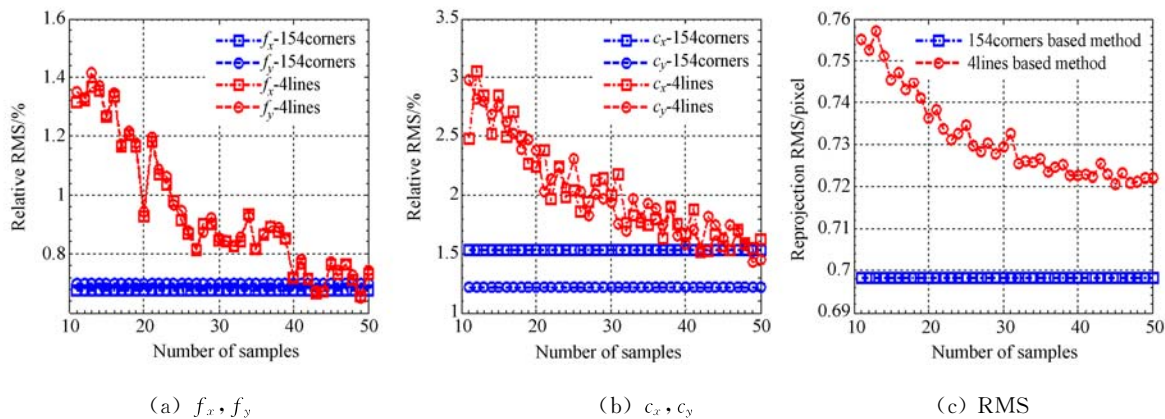 1.6
1.4
1.2
1
0.8
Relative RMS/%
10 20 30 40 50
Number of samples
fx-154corners
fy-154corners
fx-4lines
fy-4lines
(a) fx, fy
3.5
3
2.5
2
1.5
1
Relative RMS/%
10 20 30 40 50
Number of samples
cx-154corners
cy-154corners
cx-4lines
cy-4lines
(b) cx, cy
0.76
0.75
0.74
0.73
0.72
0.71
0.7
0.69
Reprojection RMS/pixel
10 20 30 40 50
Number of samples
154corners based method
4lines based method
(c) RMS